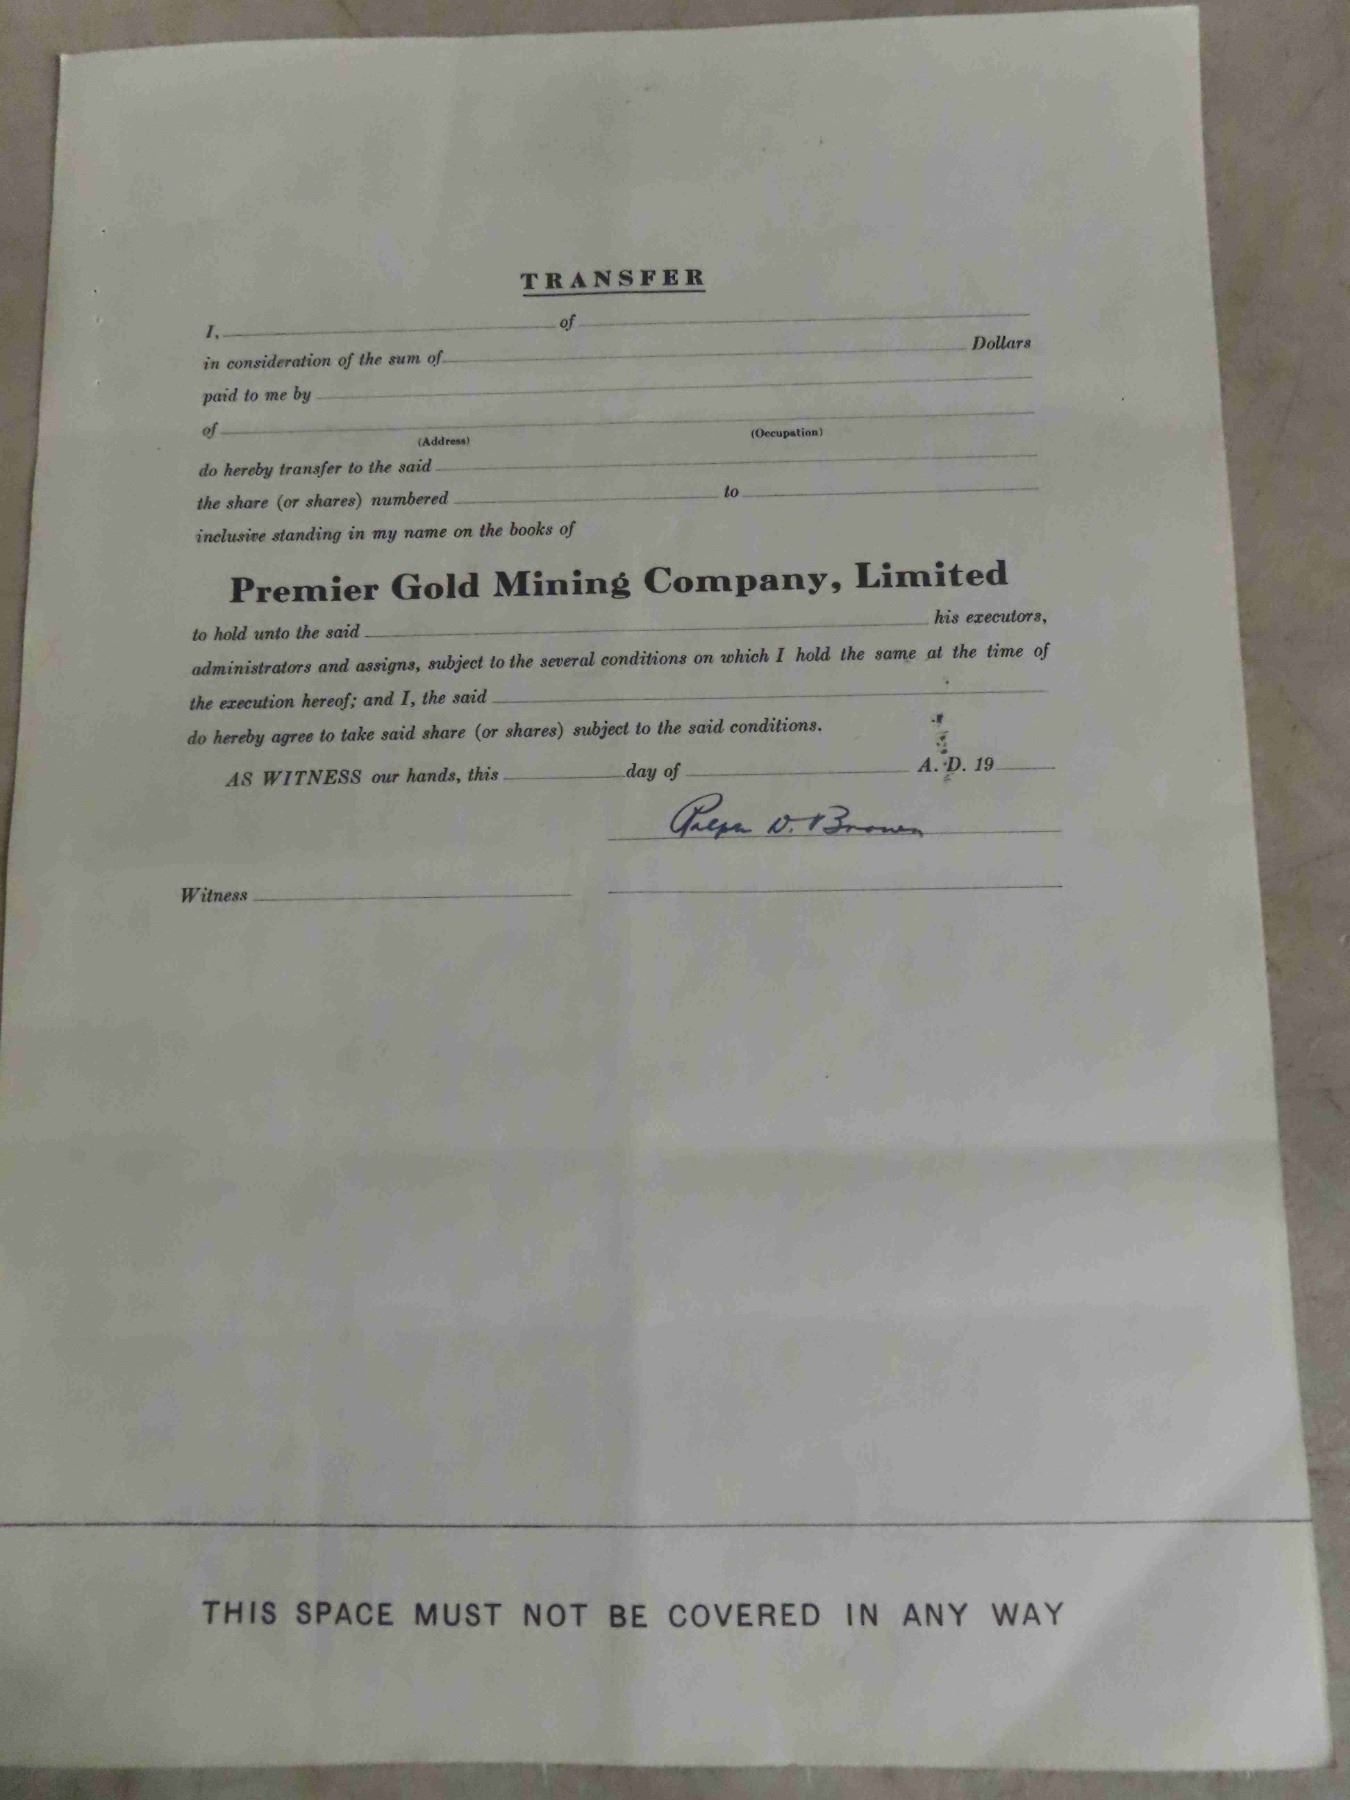 TRANSFER
I, of
in consideration of the sum of Dollars
paid to me by
of
(Address) (Occupation)
do hereby transfer to the said
the share (or shares) numbered to
inclusive standing in my name on the books of
Premier Gold Mining Company, Limited
to hold unto the said his executors,
administrators and assigns, subject to the several conditions on which I hold the same at the time of
the execution hereof; and I, the said
do hereby agree to take said share (or shares) subject to the said conditions.
AS WITNESS our hands, this day of A. D. 19
Ralph D. Brown
Witness
THIS SPACE MUST NOT BE COVERED IN ANY WAY